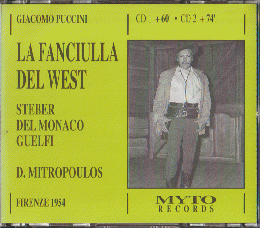 GIACOMO PUCCINI
CD +60' • CD 2 +74'
LA FANCIULLA
DEL WEST
STEBER
DEL MONACO
GUELFI
D. MITROPOULOS
FIRENZE 1954
MYTO
RECORDS